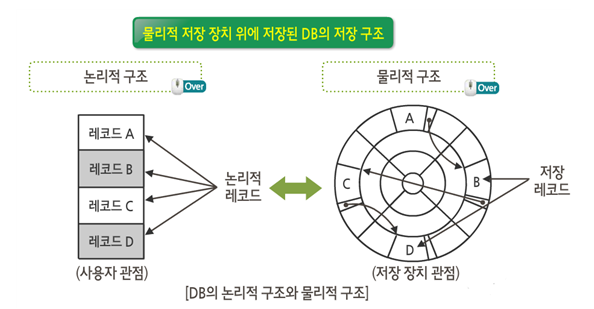 물리적 저장 장치 위에 저장된 DB의 저장 구조
논리적 구조
Over
물리적 구조
Over
레코드 A
레코드 B
레코드 C
레코드 D
(사용자 관점)
논리적
레코드
A
B
C
D
(저장 장치 관점)
저장
레코드
[DB의 논리적 구조와 물리적 구조]